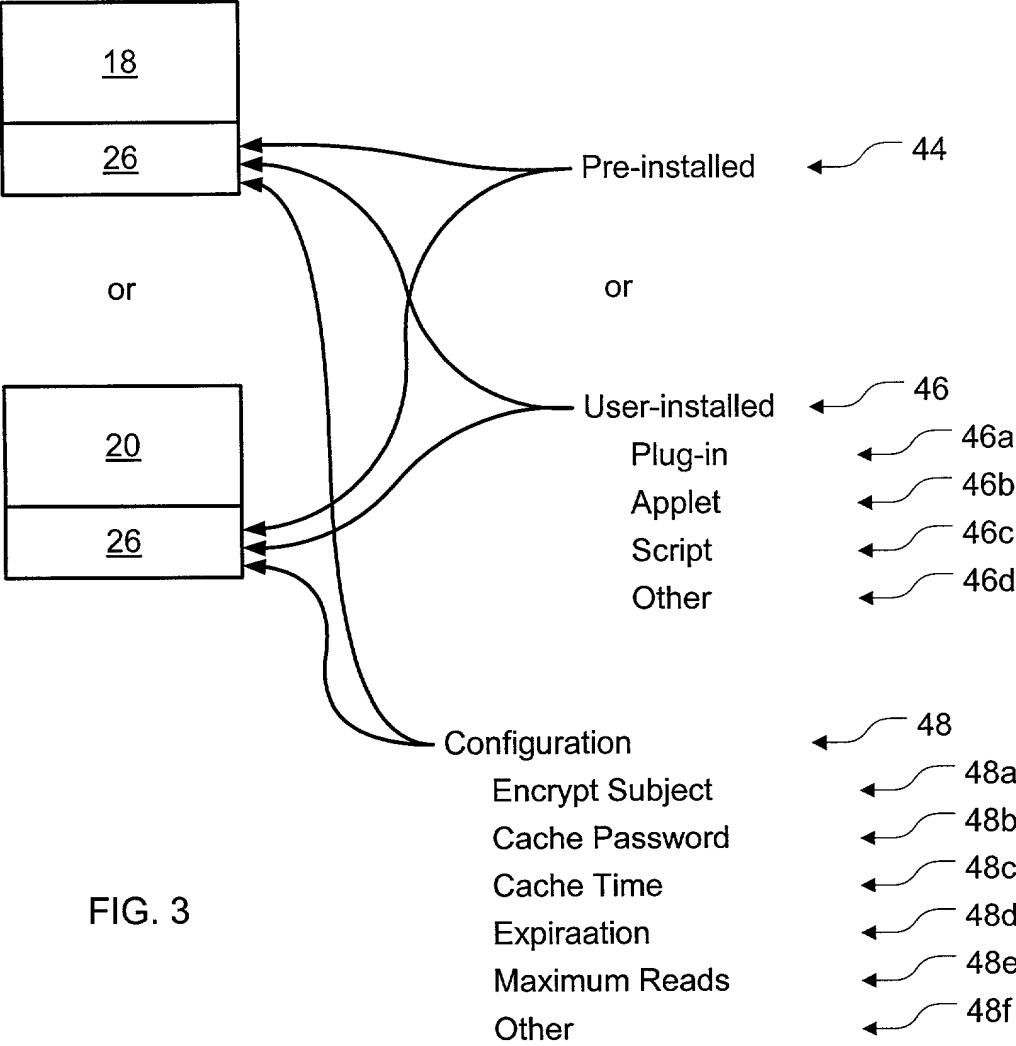 18
26
Pre-installed 44
or
or
20
26
User-installed 46
Plug-in 46a
Applet 46b
Script 46c
Other 46d
Configuration 48
Encrypt Subject 48a
Cache Password 48b
Cache Time 48c
Expiraation 48d
Maximum Reads 48e
Other 48f
FIG. 3